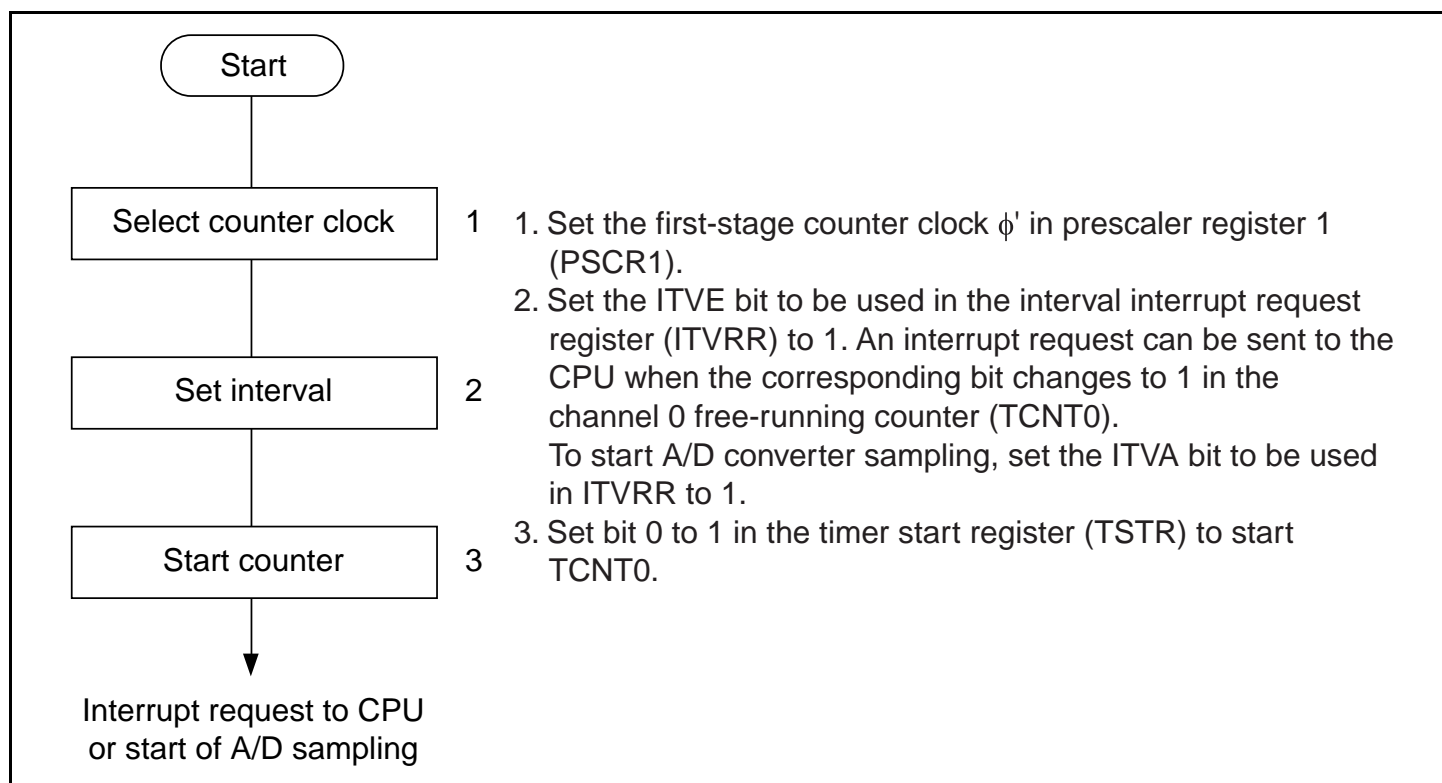 Start
Select counter clock
1
1. Set the first-stage counter clock ϕ' in prescaler register 1
(PSCR1).
2. Set the ITVE bit to be used in the interval interrupt request
register (ITVRR) to 1. An interrupt request can be sent to the
CPU when the corresponding bit changes to 1 in the
channel 0 free-running counter (TCNT0).
To start A/D converter sampling, set the ITVA bit to be used
in ITVRR to 1.
Set interval
2
3. Set bit 0 to 1 in the timer start register (TSTR) to start
TCNT0.
Start counter
3
Interrupt request to CPU
or start of A/D sampling